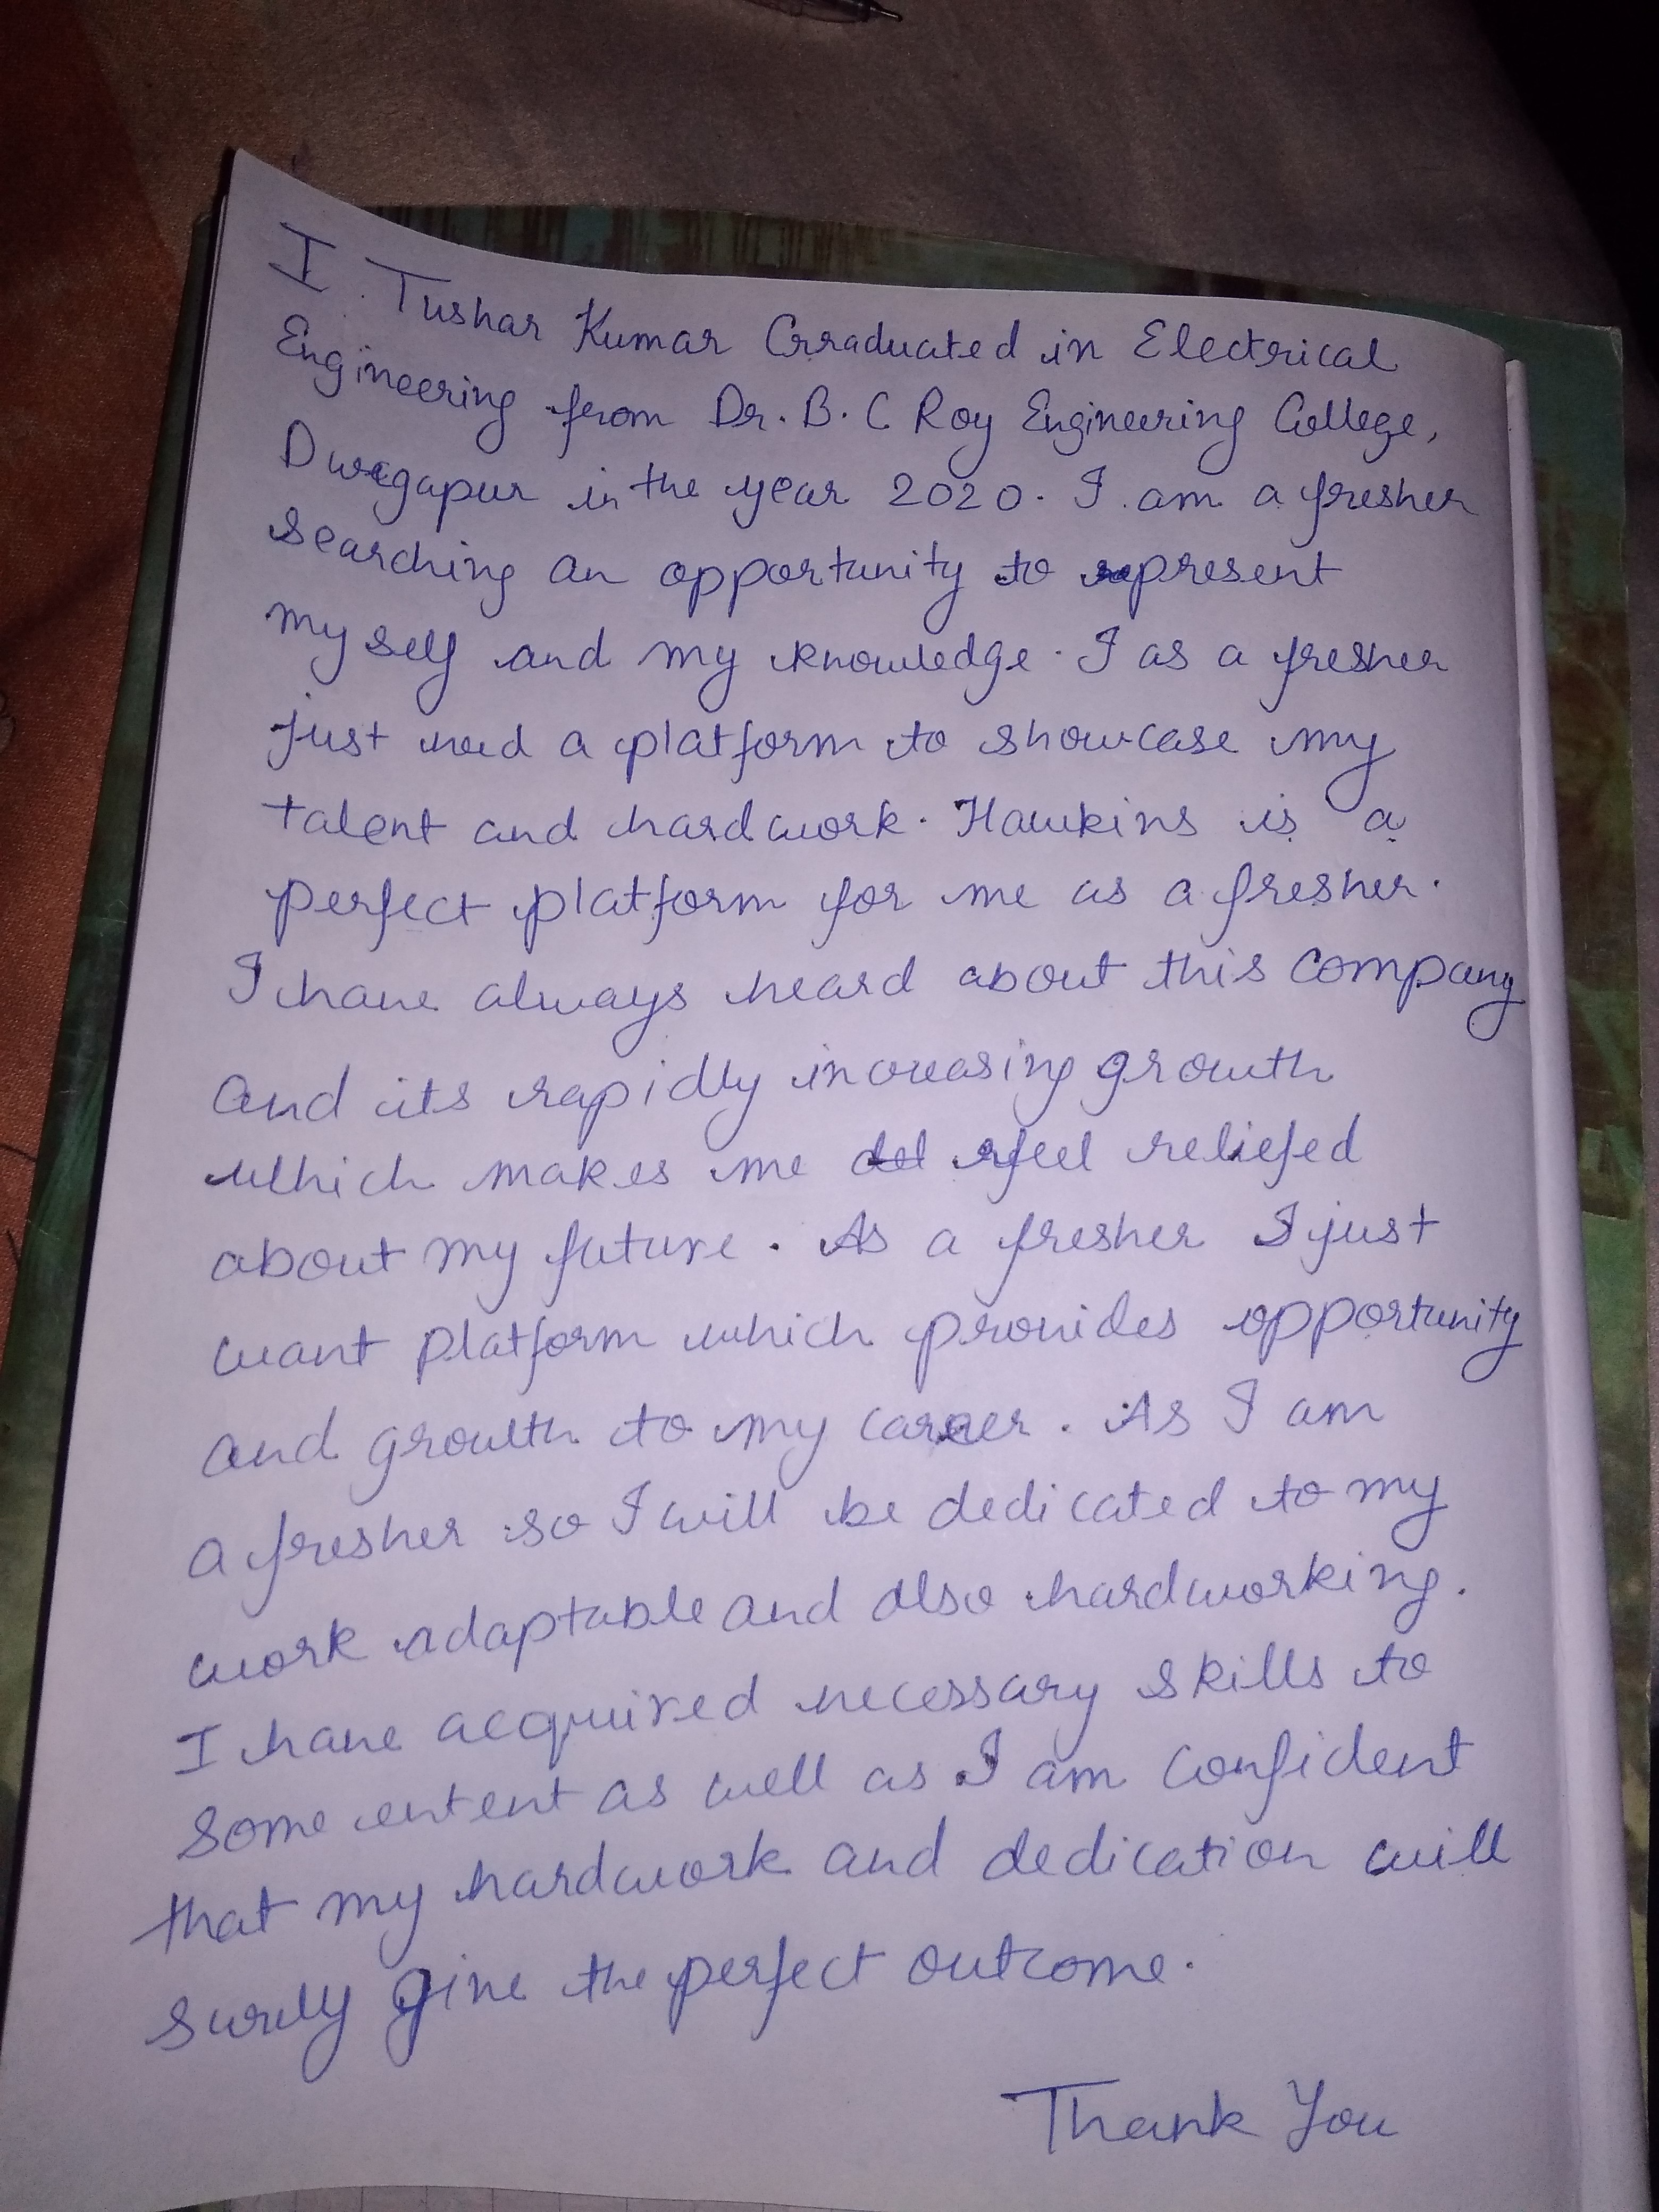 I Tushar Kumar Graduated in Electrical
Engineering from Dr. B. C Roy Engineering College,
Durgapur in the year 2020. I am a fresher
searching an opportunity to represent
my self and my knowledge. I as a fresher
just need a platform to showcase my
talent and hardwork. Hawkins is a
perfect platform for me as a fresher.
I have always heard about this company
and its rapidly increasing growth
which makes me feel reliefed
about my future. As a fresher I just
want platform which provides opportunity
and growth to my career. As I am
a fresher so I will be dedicated to my
work adaptable and also hardworking.
I have acquired necessary skills to
some extent as well as I am confident
that my hardwork and dedication will
surely give the perfect outcome.
Thank You